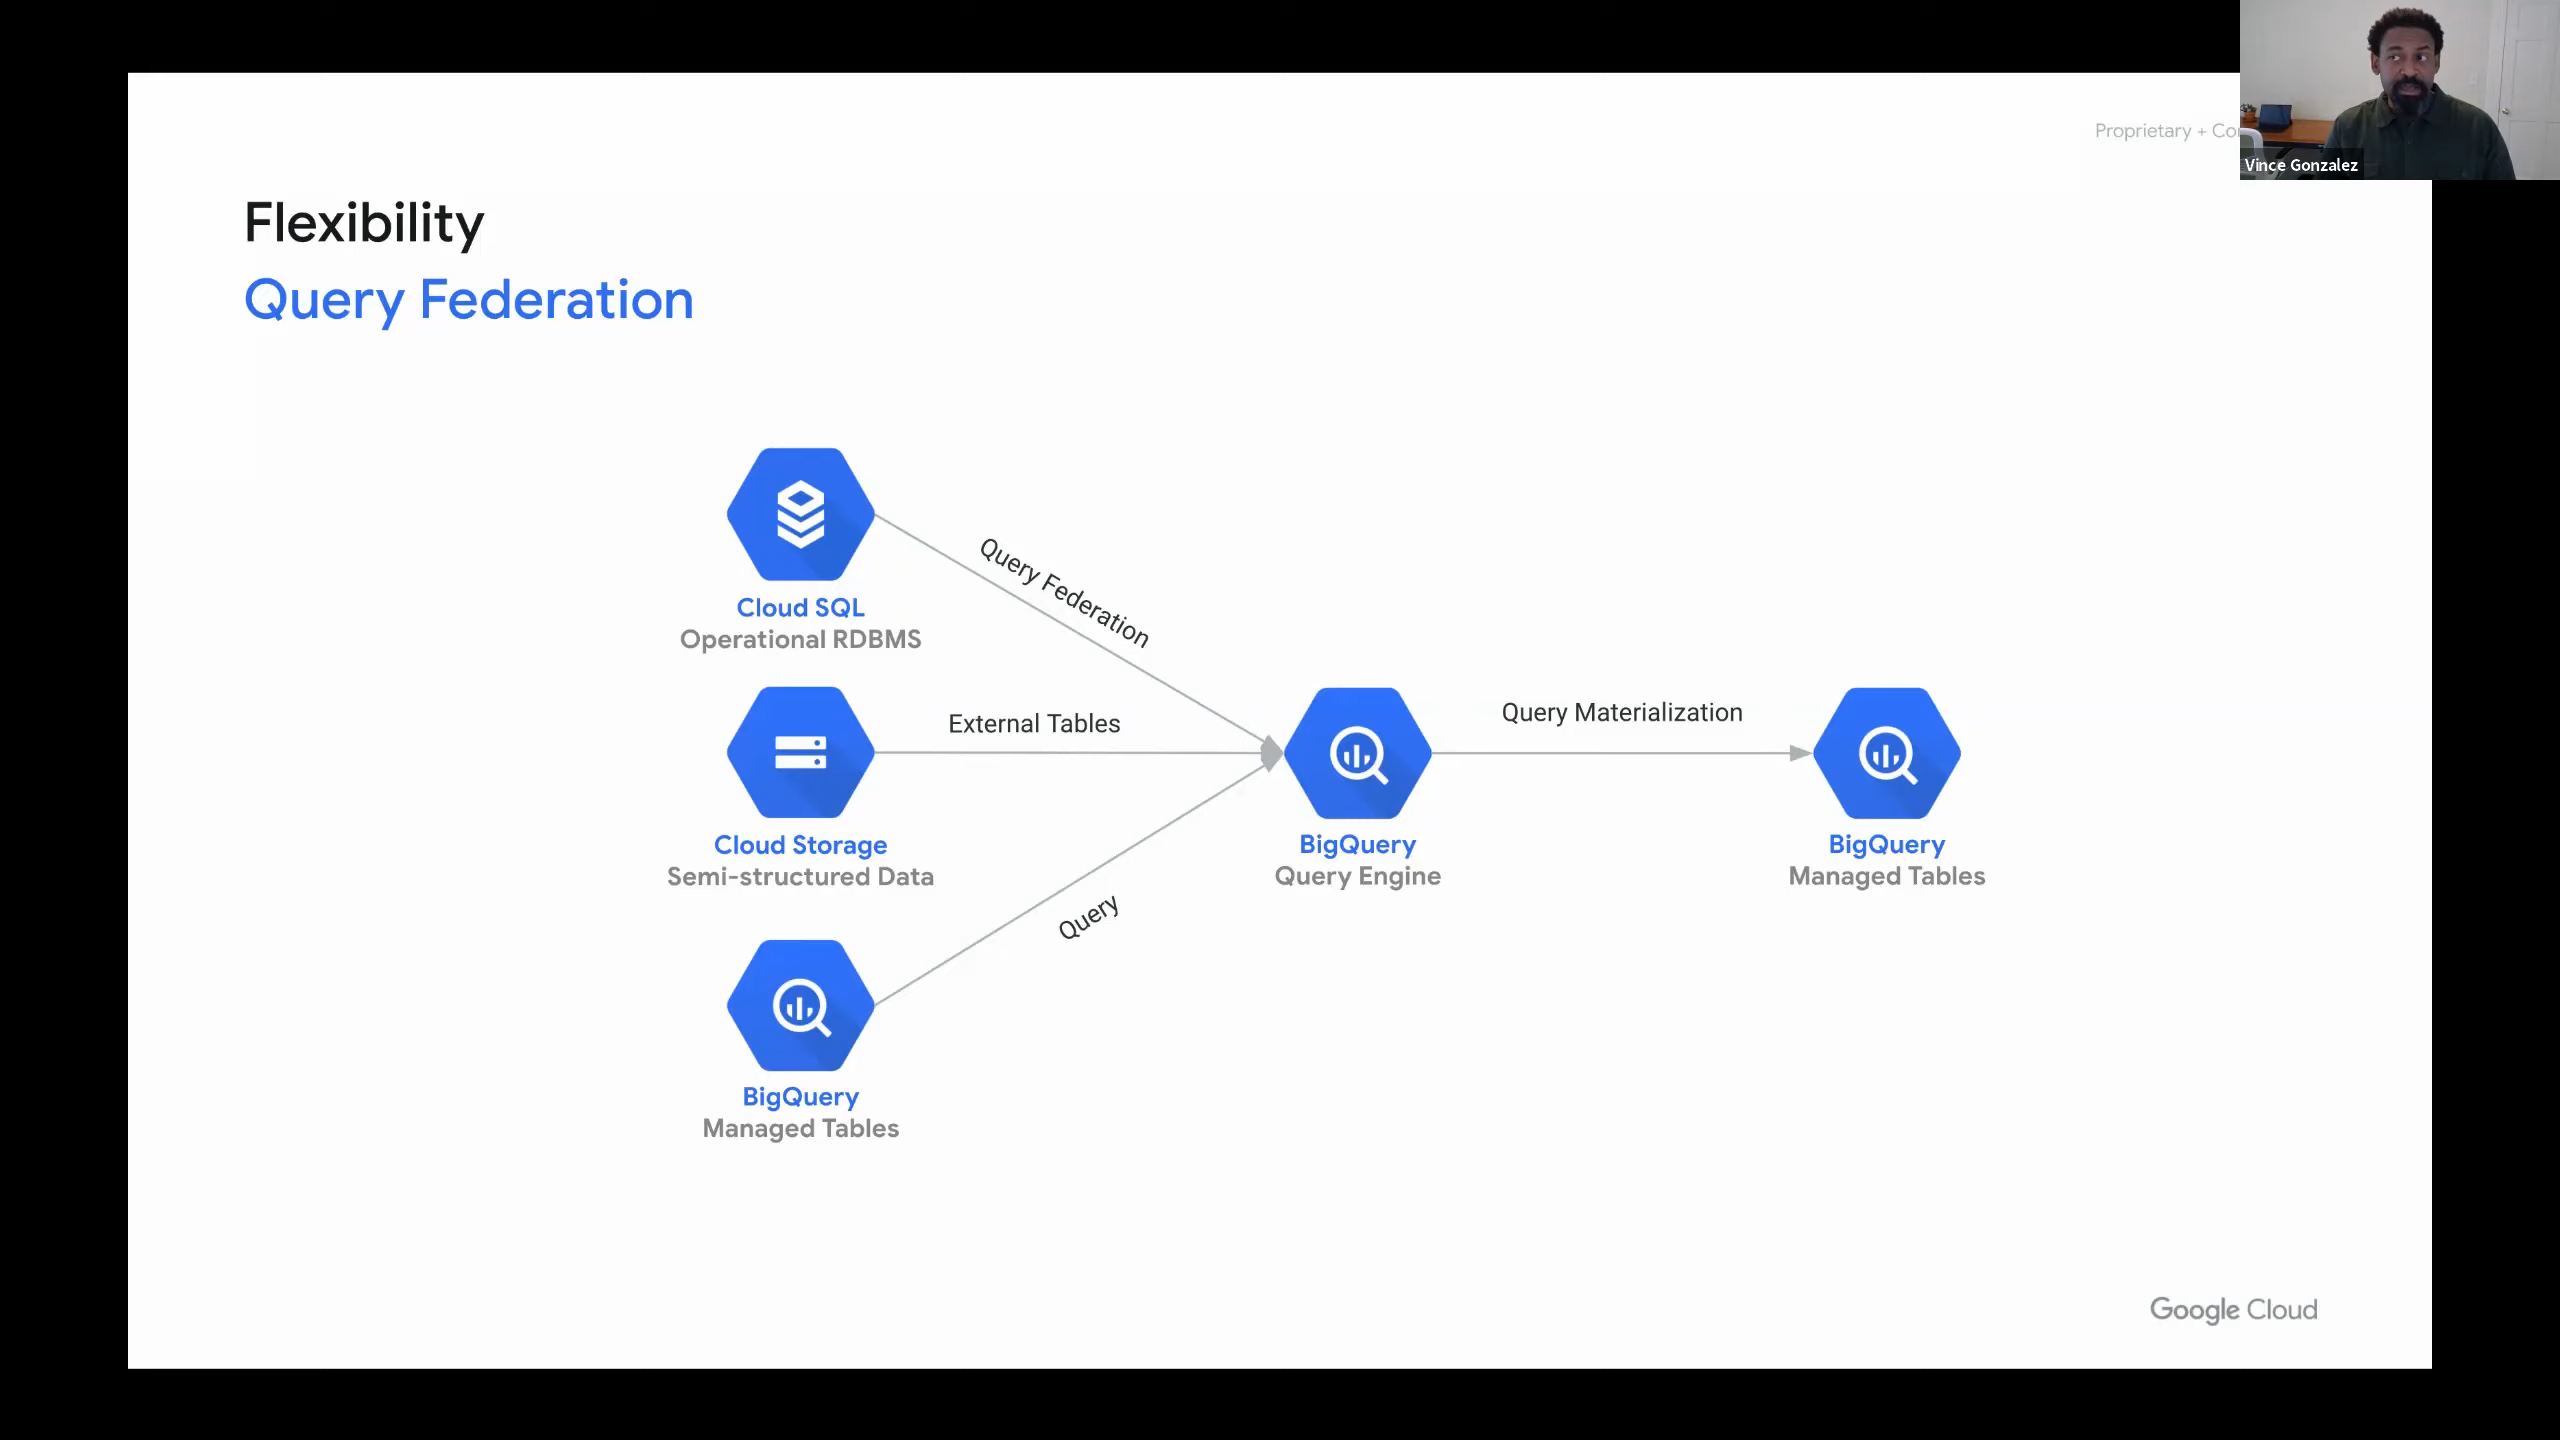 Proprietary +
Vince Gonzalez
Flexibility
Query Federation
Query Federation
Cloud SQL
Operational RDBMS
External Tables
Query Materialization
Cloud Storage
Semi-structured Data
BigQuery
Query Engine
BigQuery
Managed Tables
Query
BigQuery
Managed Tables
Google Cloud